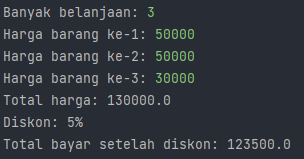 Banyak belanjaan: 3
Harga barang ke-1: 50000
Harga barang ke-2: 50000
Harga barang ke-3: 30000
Total harga: 130000.0
Diskon: 5%
Total bayar setelah diskon: 123500.0